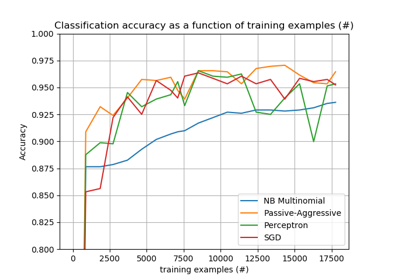 Classification accuracy as a function of training examples (#)
1.000
0.975
0.950
0.925
0.900
0.875
0.850
0.825
0.800
Accuracy
NB Multinomial
Passive-Aggressive
Perceptron
SGD
0 2500 5000 7500 10000 12500 15000 17500
training examples (#)